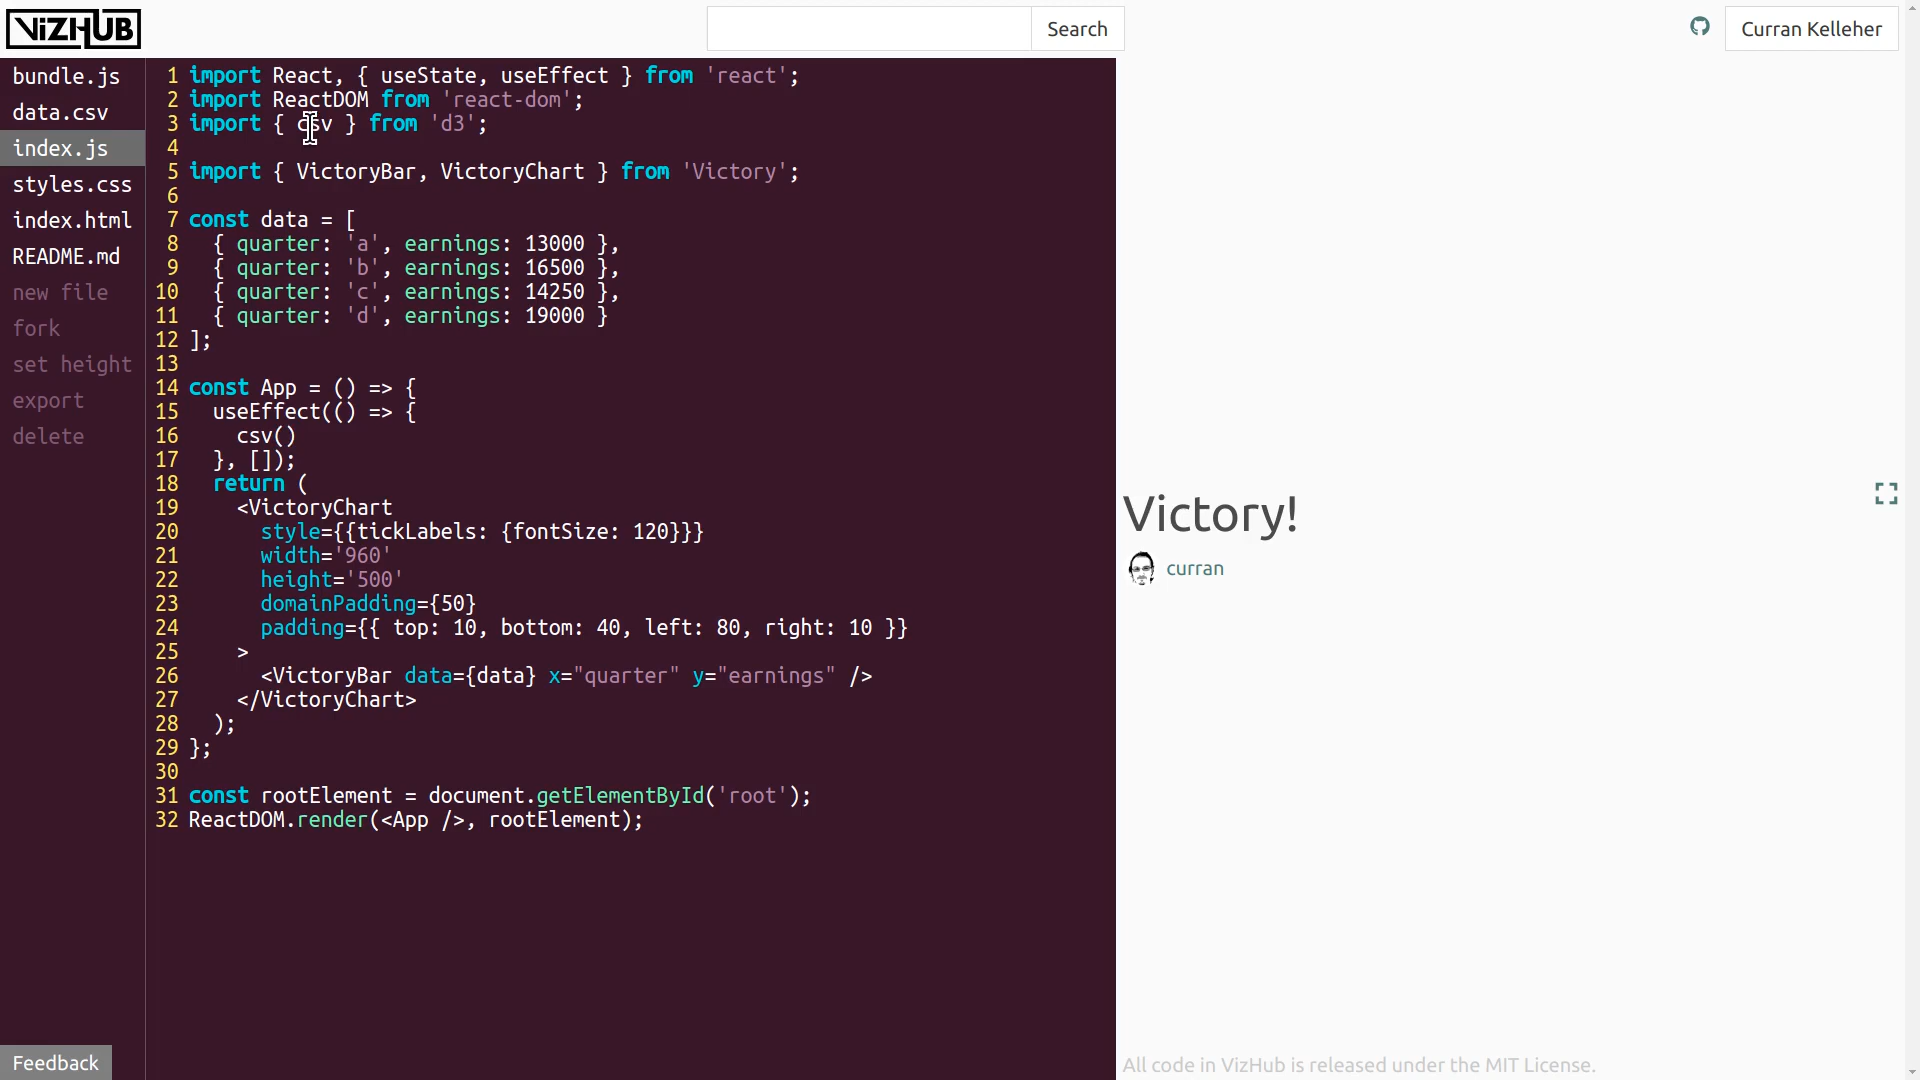 VIZHUB
Search
Curran Kelleher
bundle.js
data.csv
index.js
styles.css
index.html
README.md
new file
fork
set height
export
delete
Feedback
1 import React, { useState, useEffect } from 'react';
2 import ReactDOM from 'react-dom';
3 import { csv } from 'd3';
4
5 import { VictoryBar, VictoryChart } from 'Victory';
6
7 const data = [
8   { quarter: 'a', earnings: 13000 },
9   { quarter: 'b', earnings: 16500 },
10   { quarter: 'c', earnings: 14250 },
11   { quarter: 'd', earnings: 19000 }
12 ];
13
14 const App = () => {
15   useEffect(() => {
16     csv()
17   }, []);
18   return (
19     <VictoryChart
20       style={{tickLabels: {fontSize: 120}}}
21       width='960'
22       height='500'
23       domainPadding={50}
24       padding={{ top: 10, bottom: 40, left: 80, right: 10 }}
25     >
26       <VictoryBar data={data} x="quarter" y="earnings" />
27     </VictoryChart>
28   );
29 };
30
31 const rootElement = document.getElementById('root');
32 ReactDOM.render(<App />, rootElement);
Victory!
curran
All code in VizHub is released under the MIT License.